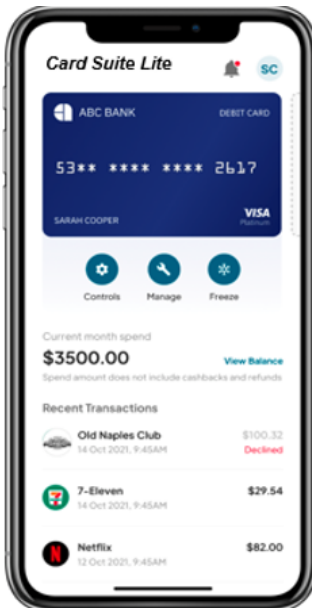 Card Suite Lite
SC
ABC BANK DEBIT CARD
53** **** **** 2617
SARAH COOPER
VISA
Platinum
Controls Manage Freeze
Current month spend
$3500.00 View Balance
Spend amount does not include cashbacks and refunds
Recent Transactions
Old Naples Club $100.32
14 Oct 2021, 9:45AM Declined
7-Eleven $29.54
14 Oct 2021, 9:45AM
Netflix $82.00
12 Oct 2021, 9:45AM